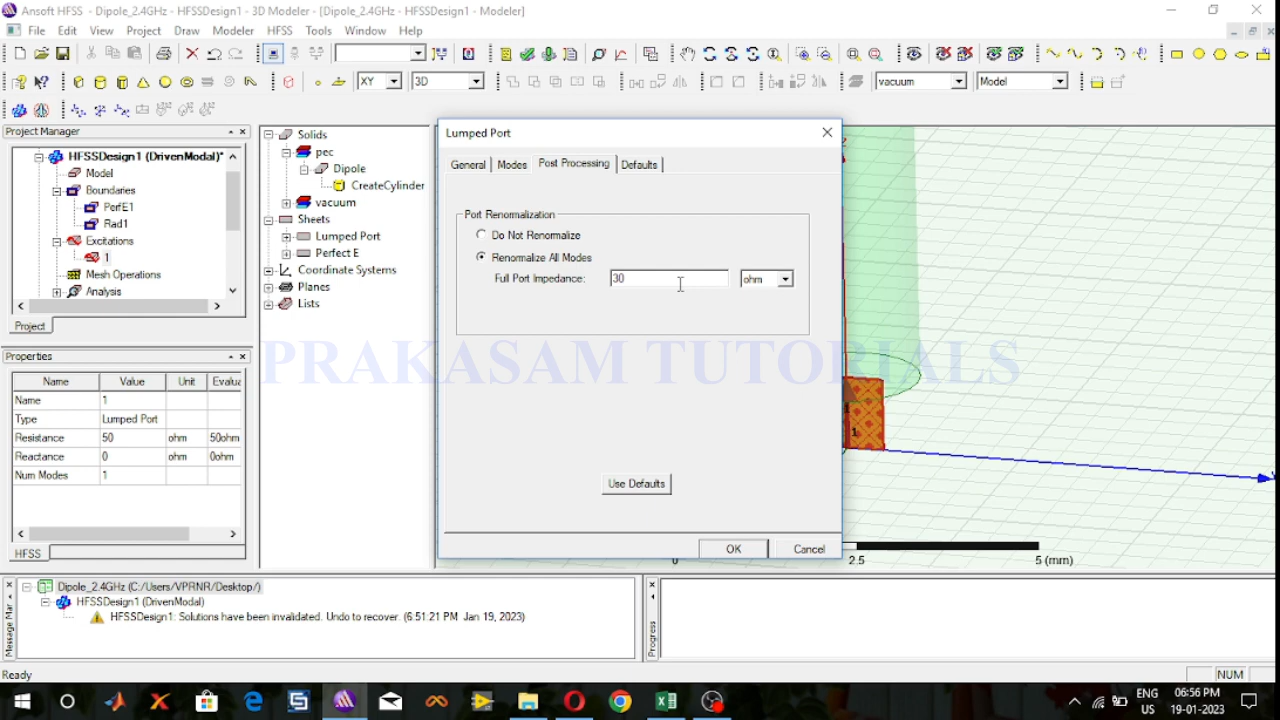 Ansoft HFSS - Dipole_2.4GHz - HFSSDesign1 - 3D Modeler - [Dipole_2.4GHz - HFSSDesign1 - Modeler]
File Edit View Project Draw Modeler HFSS Tools Window Help
XY 3D vacuum Model
Project Manager
HFSSDesign1 (DrivenModal)*
Model
Boundaries
PerfE1
Rad1
Excitations
1
Mesh Operations
Analysis
Project
Properties
Name Value Unit Evalua
Name 1
Type Lumped Port
Resistance 50 ohm 50ohm
Reactance 0 ohm 0ohm
Num Modes 1
HFSS
Solids
pec
Dipole
CreateCylinder
vacuum
Sheets
Lumped Port
Perfect E
Coordinate Systems
Planes
Lists
Lumped Port
General Modes Post Processing Defaults
Port Renormalization
Do Not Renormalize
Renormalize All Modes
Full Port Impedance: 30 ohm
Use Defaults
OK Cancel
PRAKASAM TUTORIALS
1
1
0 2.5 5 (mm)
Message Mar
Dipole_2.4GHz (C:/Users/VPRNR/Desktop/)
HFSSDesign1 (DrivenModal)
HFSSDesign1: Solutions have been invalidated. Undo to recover. (6:51:21 PM Jan 19, 2023)
Progress
Ready
NUM
ENG
US
06:56 PM
19-01-2023